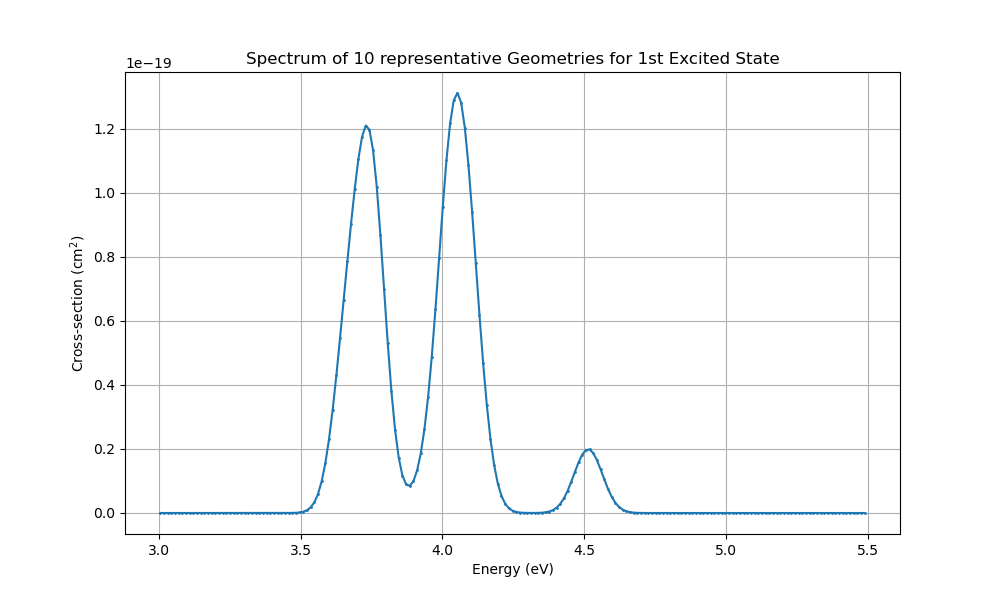 Spectrum of 10 representative Geometries for 1st Excited State
1e−19
1.2
1.0
0.8
0.6
0.4
0.2
0.0
Cross-section (cm²)
3.0 3.5 4.0 4.5 5.0 5.5
Energy (eV)